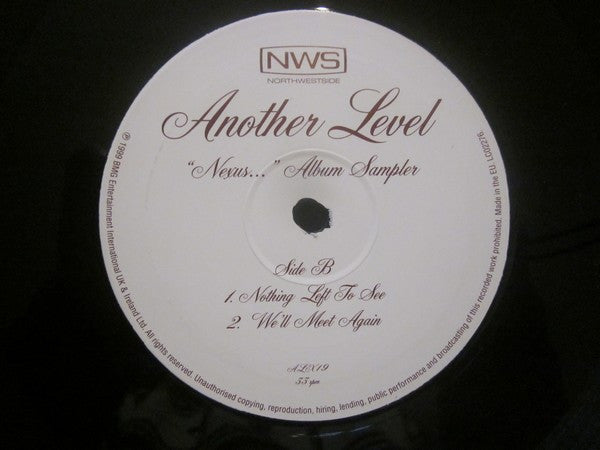 NWS
NORTHWESTSIDE
Another Level
"Nexus..." Album Sampler
Side B
1. Nothing Left To See
2. We'll Meet Again
ALX19
33 rpm
℗ 1999 BMG Entertainment International UK & Ireland Ltd. All rights reserved. Unauthorised copying, reproduction, hiring, lending, public performance and broadcasting of this recorded work prohibited. Made in the EU. LC02276